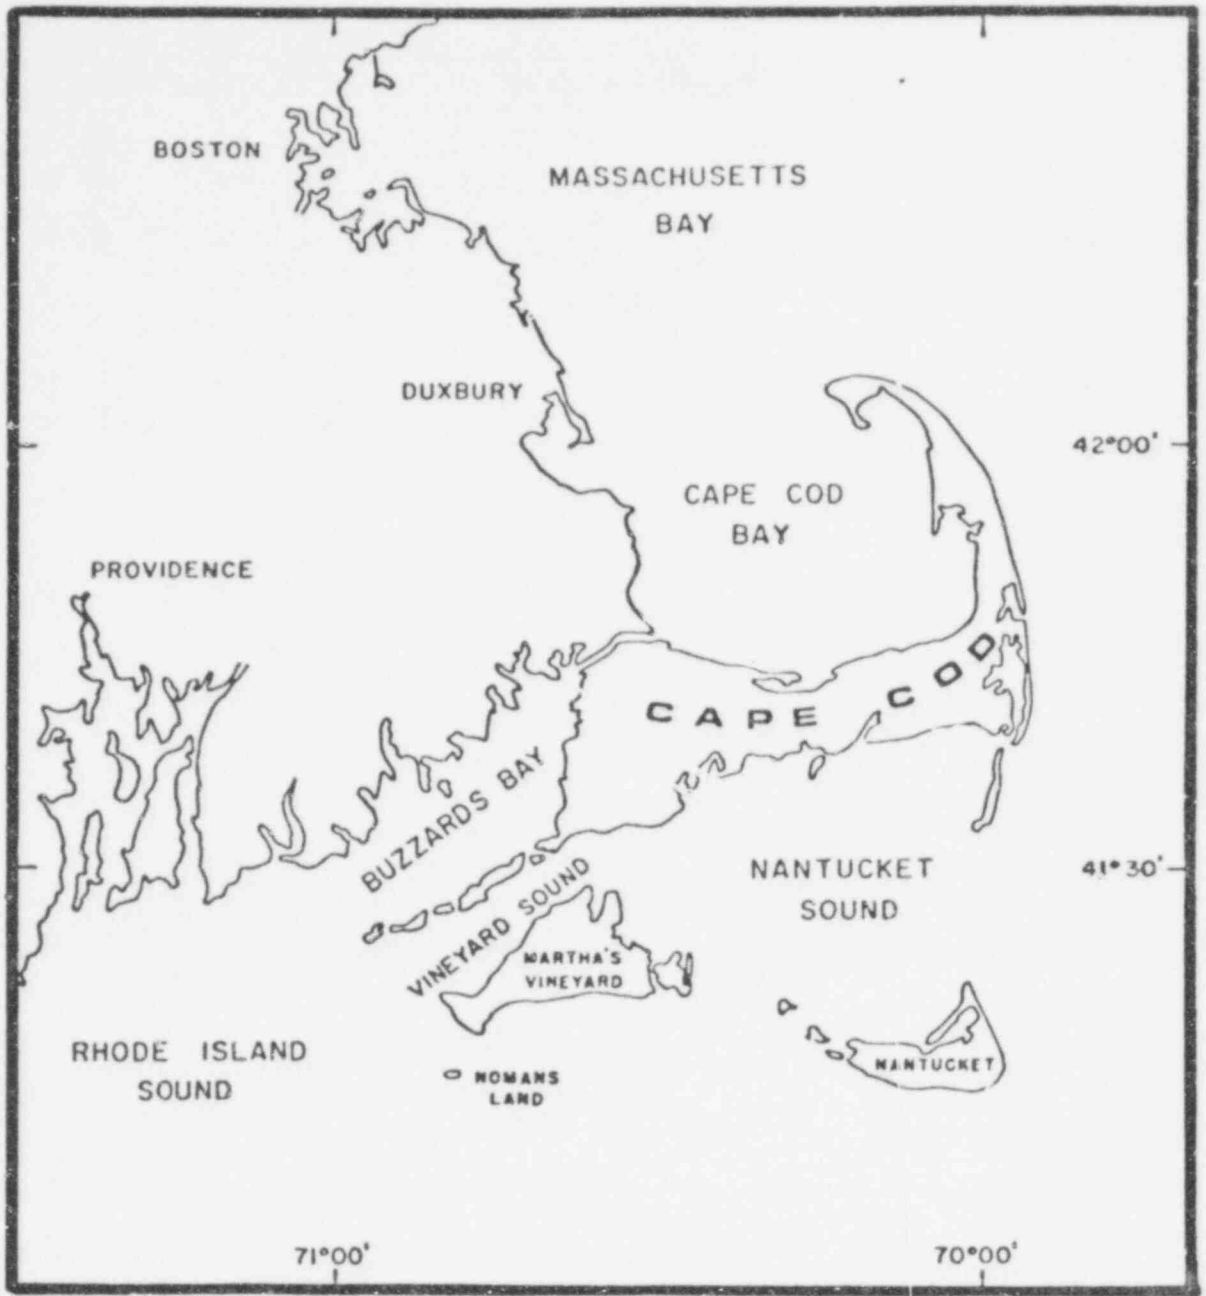 BOSTON
MASSACHUSETTS
BAY
DUXBURY
42°00'
CAPE COD
BAY
PROVIDENCE
CAPE COD
BUZZARDS BAY
NANTUCKET
SOUND
41°30'
VINEYARD SOUND
MARTHA'S
VINEYARD
RHODE ISLAND
SOUND
NOMANS
LAND
NANTUCKET
71°00'
70°00'